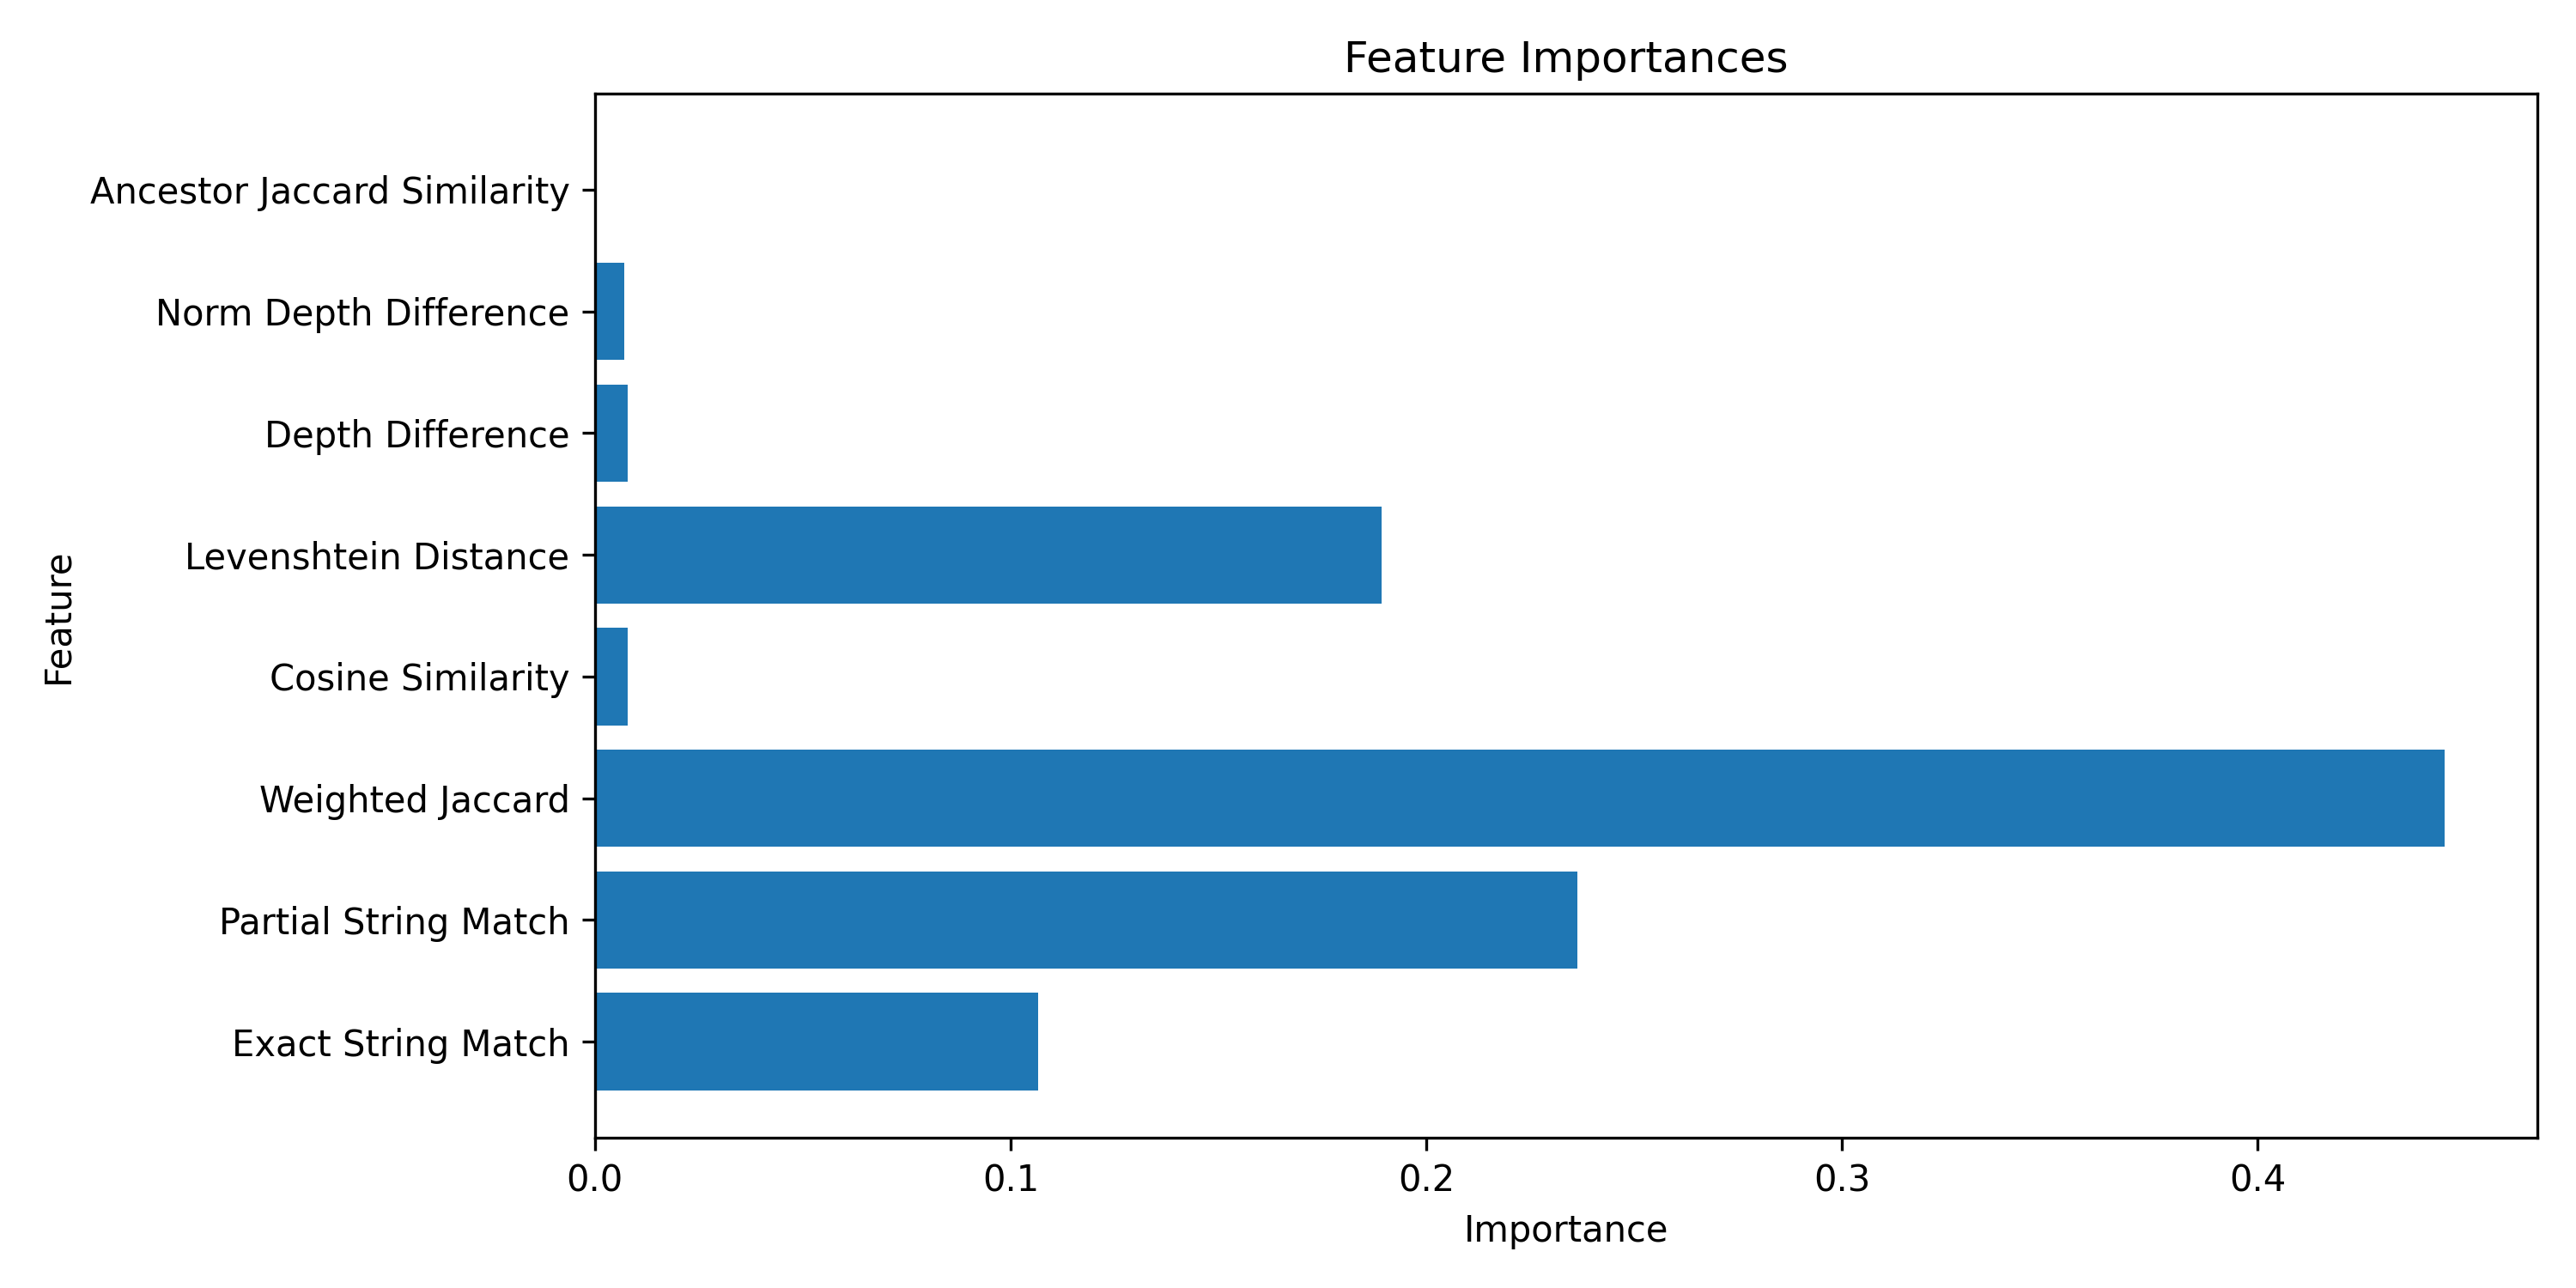 Feature Importances
Ancestor Jaccard Similarity
Norm Depth Difference
Depth Difference
Levenshtein Distance
Cosine Similarity
Weighted Jaccard
Partial String Match
Exact String Match
Feature
0.0 0.1 0.2 0.3 0.4
Importance